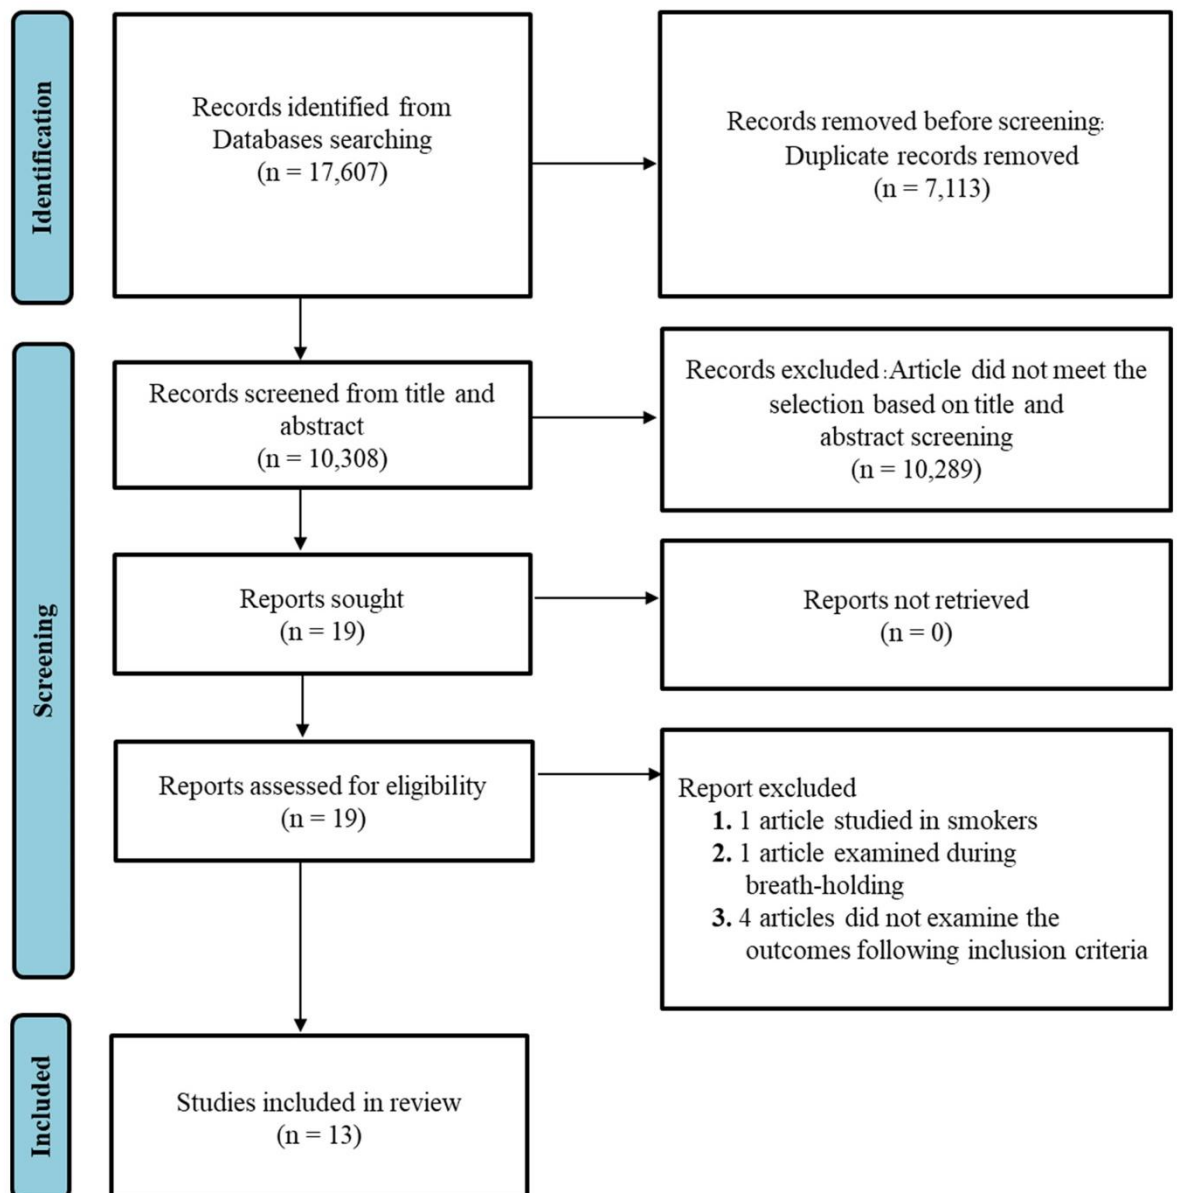 Identification
Records identified from
Databases searching
(n = 17,607)
Records removed before screening:
Duplicate records removed
(n = 7,113)
Screening
Records screened from title and
abstract
(n = 10,308)
Records excluded:Article did not meet the
selection based on title and
abstract screening
(n = 10,289)
Reports sought
(n = 19)
Reports not retrieved
(n = 0)
Reports assessed for eligibility
(n = 19)
Report excluded
1. 1 article studied in smokers
2. 1 article examined during
breath-holding
3. 4 articles did not examine the
outcomes following inclusion criteria
Included
Studies included in review
(n = 13)